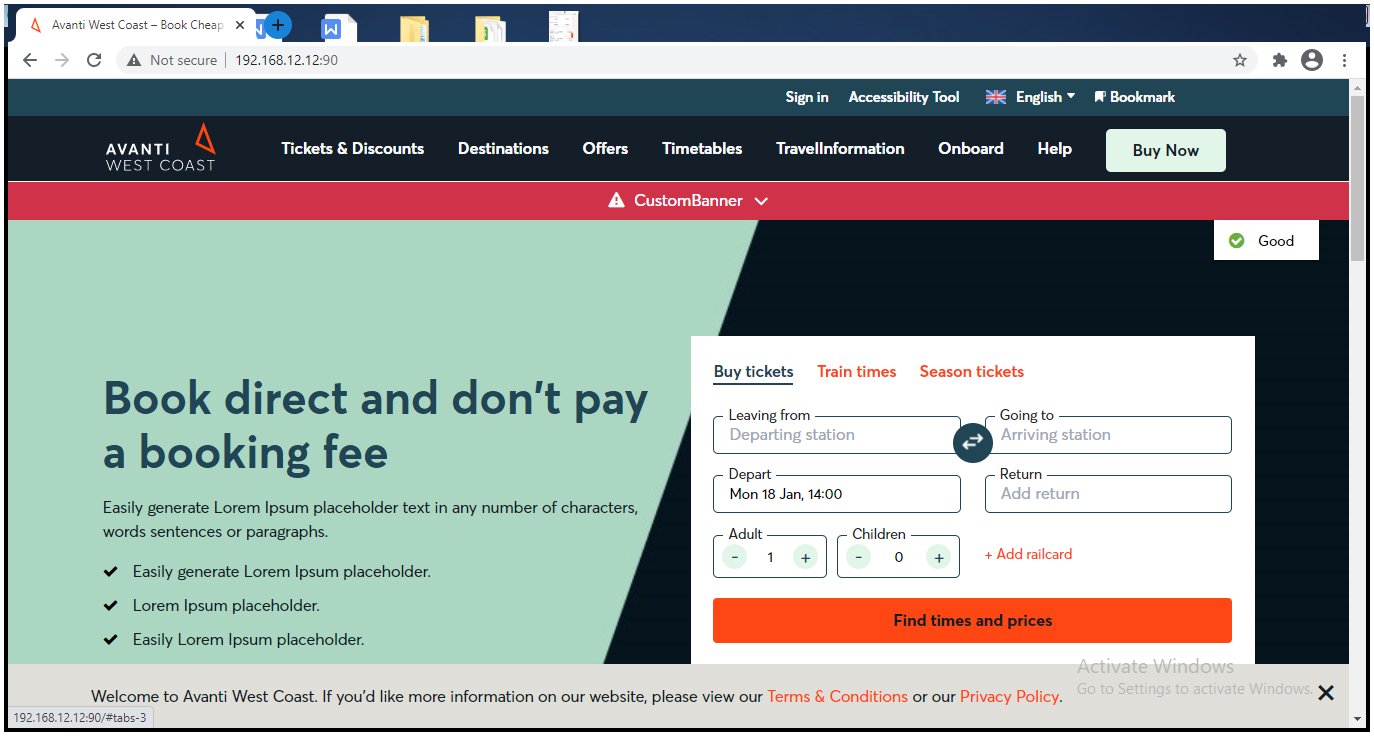 Avanti West Coast – Book Cheap
Not secure
192.168.12.12:90
Sign in
Accessibility Tool
English
Bookmark
AVANTI
WEST COAST
Tickets & Discounts
Destinations
Offers
Timetables
TravelInformation
Onboard
Help
Buy Now
CustomBanner
Good
Book direct and don't pay
a booking fee
Easily generate Lorem Ipsum placeholder text in any number of characters,
words sentences or paragraphs.
Easily generate Lorem Ipsum placeholder.
Lorem Ipsum placeholder.
Easily Lorem Ipsum placeholder.
Buy tickets
Train times
Season tickets
Leaving from
Departing station
Going to
Arriving station
Depart
Mon 18 Jan, 14:00
Return
Add return
Adult
- 1 +
Children
- 0 +
+ Add railcard
Find times and prices
Activate Windows
Go to Settings to activate Windows.
Welcome to Avanti West Coast. If you'd like more information on our website, please view our Terms & Conditions or our Privacy Policy.
192.168.12.12:90/#tabs-3